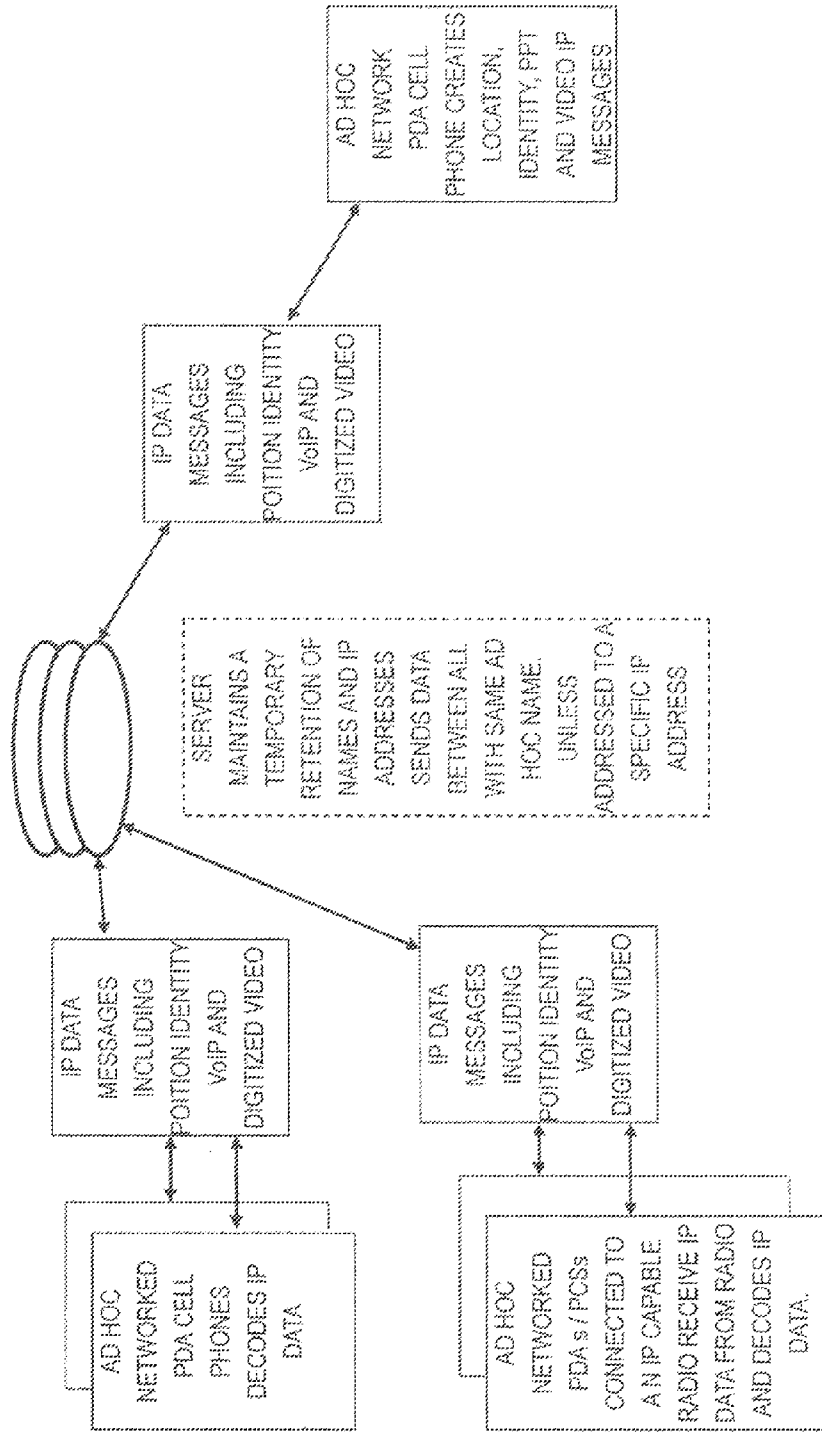 AD HOC
NETWORKED
PDA CELL
PHONES
DECODES IP
DATA
IP DATA
MESSAGES
INCLUDING
POITION IDENTITY
VoIP AND
DIGITIZED VIDEO
AD HOC
NETWORKED
PDA s / PCSs
CONNECTED TO
A N IP CAPABLE
RADIO RECEIVE IP
DATA FROM RADIO
AND DECODES IP
DATA.
IP DATA
MESSAGES
INCLUDING
POITION IDENTITY
VoIP AND
DIGITIZED VIDEO
SERVER
MAINTAINS A
TEMPORARY
RETENTION OF
NAMES AND IP
ADDRESSES
SENDS DATA
BETWEEN ALL
WITH SAME AD
HOC NAME.
UNLESS
ADDRESSED TO A
SPECIFIC IP
ADDRESS
IP DATA
MESSAGES
INCLUDING
POITION IDENTITY
VoIP AND
DIGITIZED VIDEO
AD HOC
NETWORK
PDA CELL
PHONE CREATES
LOCATION,
IDENTITY, PPT
AND VIDEO IP
MESSAGES